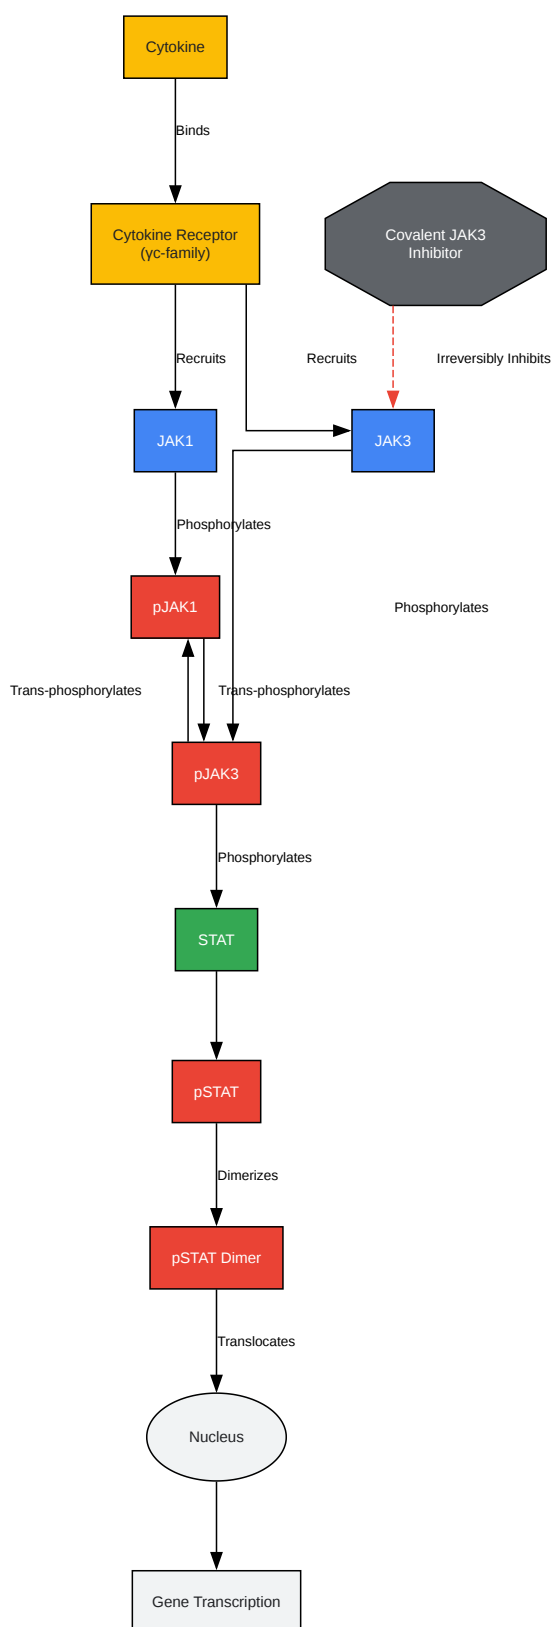 Cytokine
Binds
Cytokine Receptor
(γc-family)
Covalent JAK3
Inhibitor
Recruits
Recruits
Irreversibly Inhibits
JAK1
JAK3
Phosphorylates
pJAK1
Phosphorylates
Trans-phosphorylates
Trans-phosphorylates
pJAK3
Phosphorylates
STAT
pSTAT
Dimerizes
pSTAT Dimer
Translocates
Nucleus
Gene Transcription